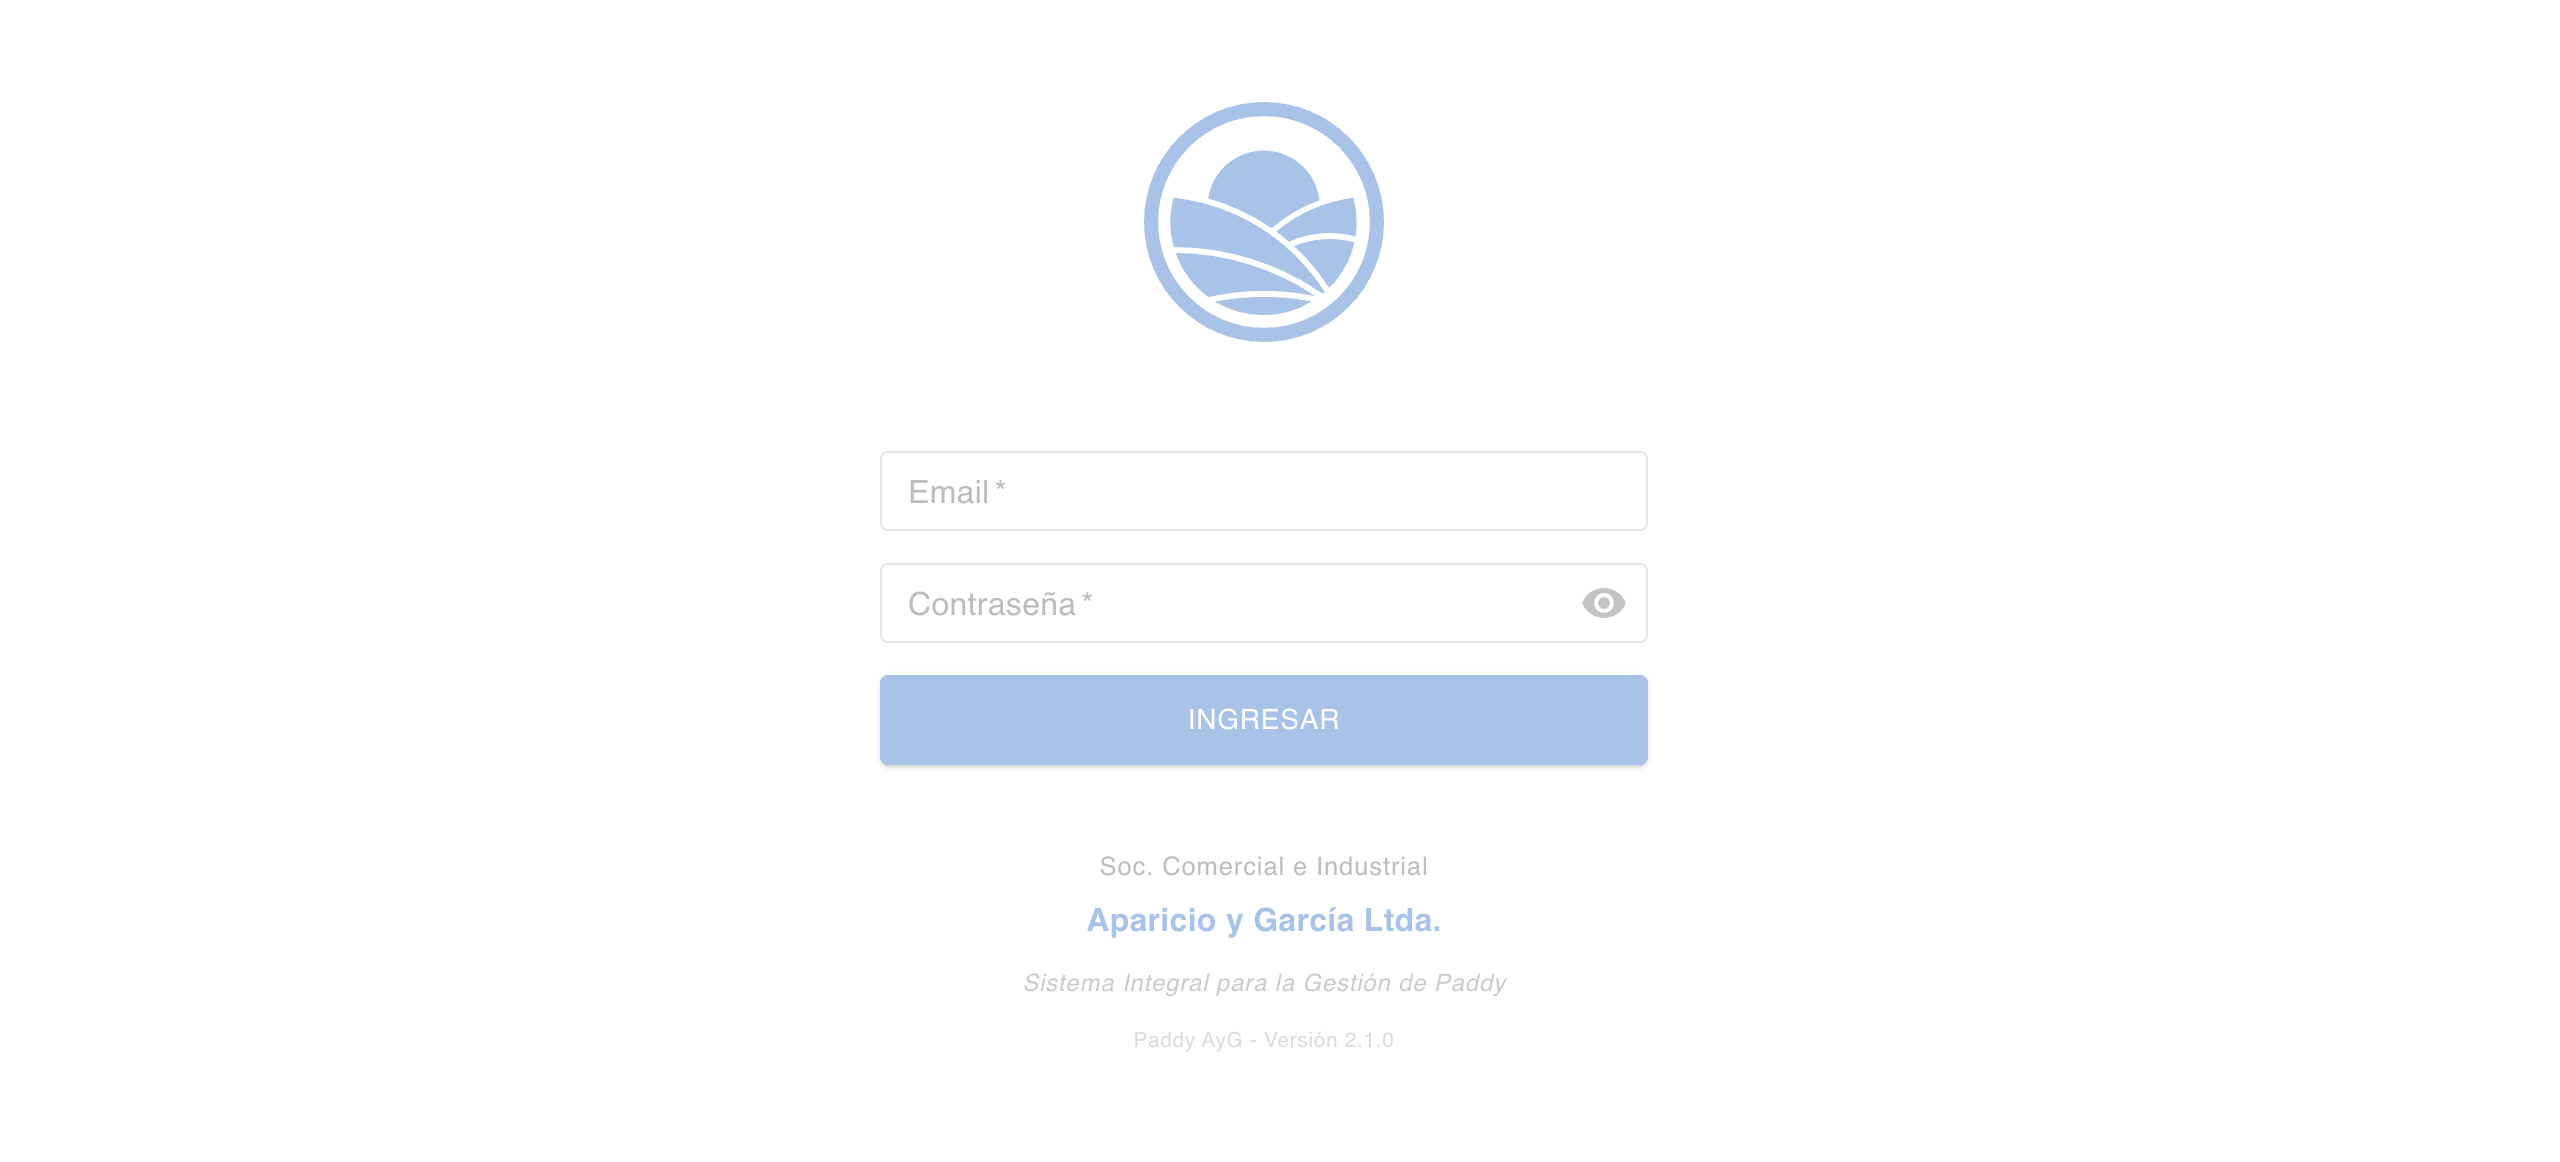 Email *
Contraseña *
INGRESAR
Soc. Comercial e Industrial
Aparicio y García Ltda.
Sistema Integral para la Gestión de Paddy
Paddy AyG - Versión 2.1.0